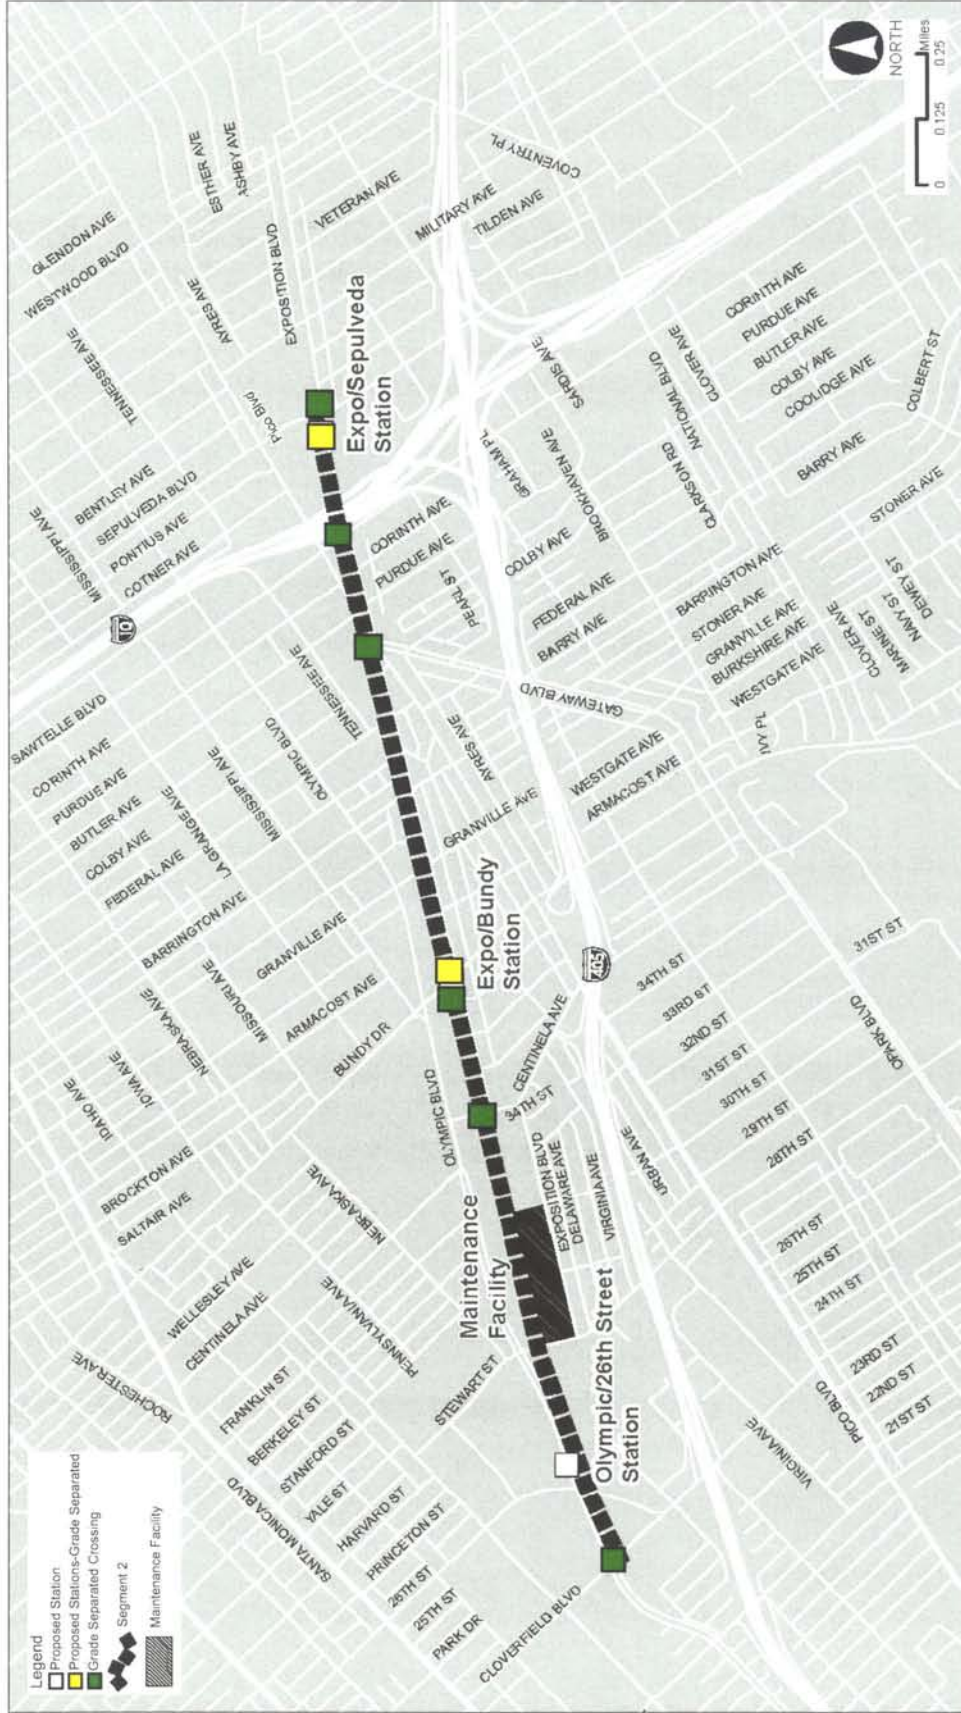 Legend
Proposed Station
Proposed Stations-Grade Separated
Grade Separated Crossing
Segment 2
Maintenance Facility
NORTH
Miles
0
0.125
0.25
Expo/Sepulveda
Station
Expo/Bundy
Station
Maintenance
Facility
Olympic/26th Street
Station
10
405
ROCHESTER AVE
SANTA MONICA BLVD
FRANKLIN ST
BERKELEY ST
STANFORD ST
YALE ST
HARVARD ST
PRINCETON ST
26TH ST
25TH ST
PARK DR
CLOVERFIELD BLVD
STEWART ST
PENNSYLVANIA AVE
NEBRASKA AVE
WELLESLEY AVE
CENTINELA AVE
BROCKTON AVE
SALTAIR AVE
IDAHO AVE
IOWA AVE
NEBRASKA AVE
MISSOURI AVE
GRANVILLE AVE
ARMACOST AVE
BUNDY DR
OLYMPIC BLVD
SAWTELLE BLVD
CORINTH AVE
PURDUE AVE
BUTLER AVE
COLBY AVE
FEDERAL AVE
BARRINGTON AVE
LA GRANGE AVE
MISSISSIPPI AVE
OLYMPIC BLVD
TENNESSEE AVE
MISSISSIPPI AVE
BENTLEY AVE
SEPULVEDA BLVD
PONTIUS AVE
COTNER AVE
TENNESSEE AVE
GLENDON AVE
WESTWOOD BLVD
AYRES AVE
Pico Blvd
EXPOSITION BLVD
ESTHER AVE
ASHBY AVE
VETERAN AVE
MILITARY AVE
TILDEN AVE
COVENTRY PL
CORINTH AVE
PURDUE AVE
PEARL ST
GRAHAM PL
SARDIS AVE
BROOKHAVEN AVE
COLBY AVE
FEDERAL AVE
BARRY AVE
GATEWAY BLVD
AYRES AVE
GRANVILLE AVE
WESTGATE AVE
ARMACOST AVE
CLOVER AVE
NATIONAL BLVD
CLARKSON RD
CORINTH AVE
PURDUE AVE
BUTLER AVE
COLBY AVE
COOLIDGE AVE
COLBERT ST
BARRY AVE
STONER AVE
BARRINGTON AVE
STONER AVE
GRANVILLE AVE
BURKSHIRE AVE
WESTGATE AVE
CLOVER AVE
MARINE ST
NAVY ST
DEWEY ST
IVY PL
CENTINELA AVE
34TH ST
EXPOSITION BLVD
DELAWARE AVE
VIRGINIA AVE
URBAN AVE
34TH ST
33RD ST
32ND ST
31ST ST
30TH ST
29TH ST
28TH ST
31ST ST
OPARK BLVD
26TH ST
25TH ST
24TH ST
23RD ST
22ND ST
21ST ST
PICO BLVD
VIRGINIA AVE